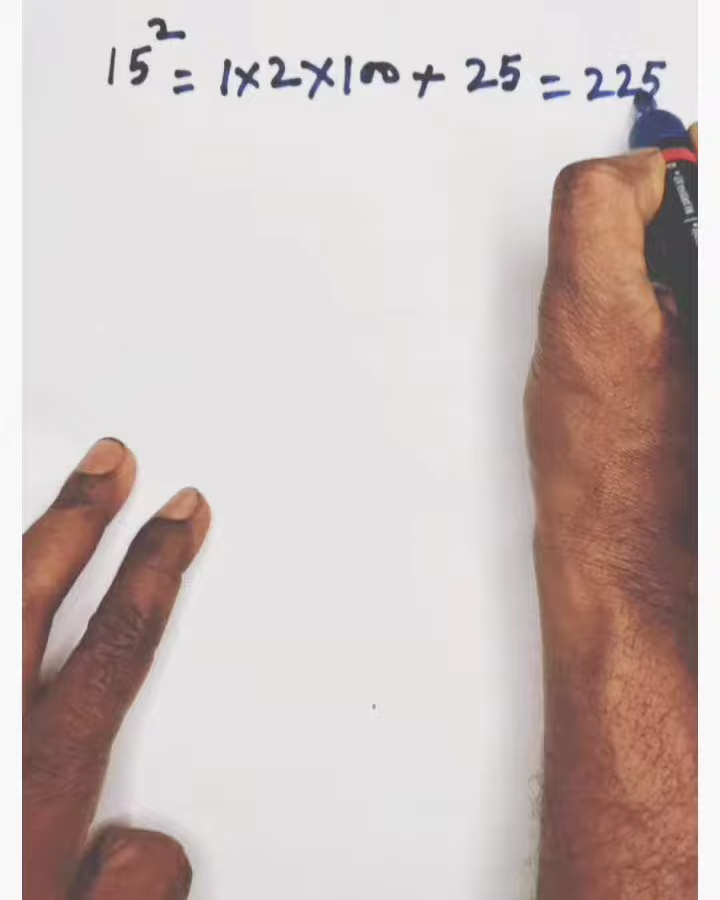 15² = 1×2×100 + 25 = 225